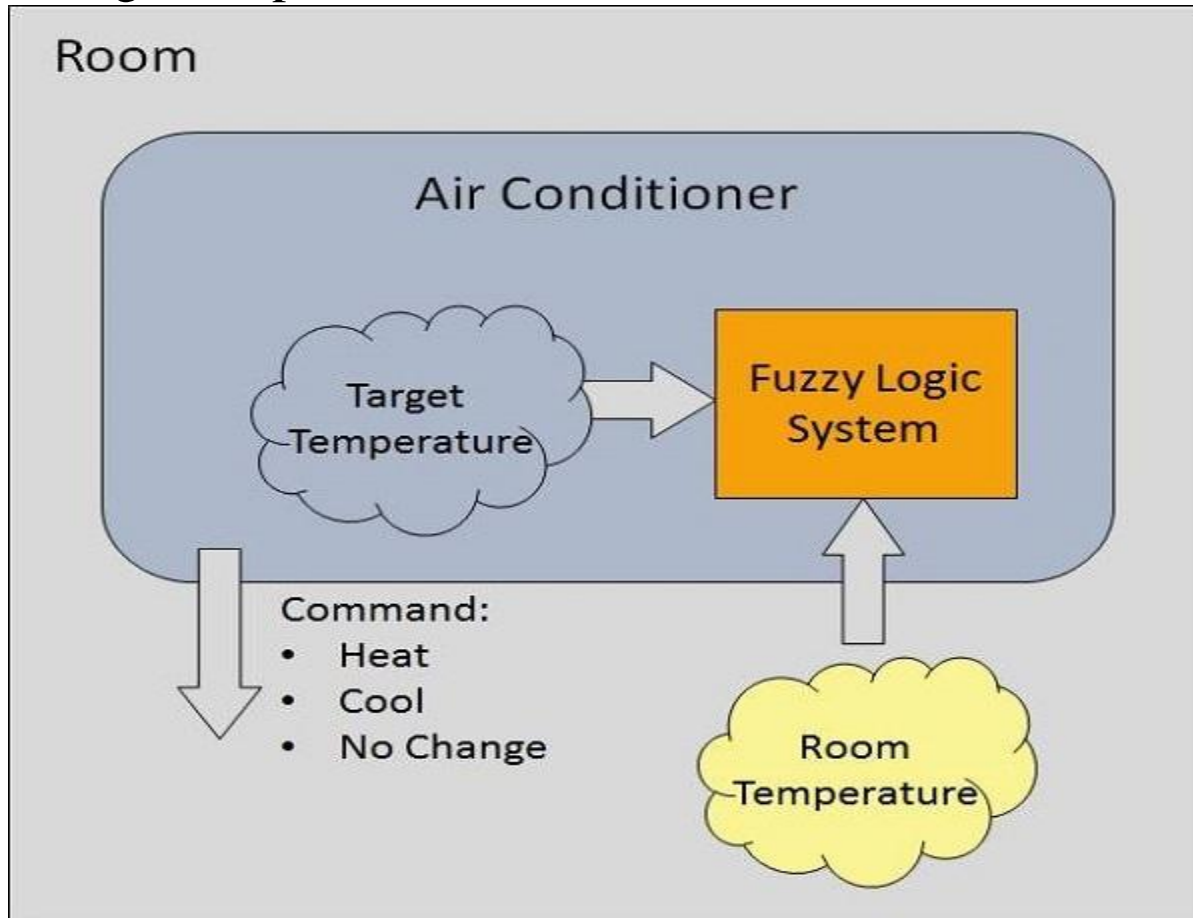 Room
Air Conditioner
Target
Temperature
Fuzzy Logic
System
Command:
• Heat
• Cool
• No Change
Room
Temperature